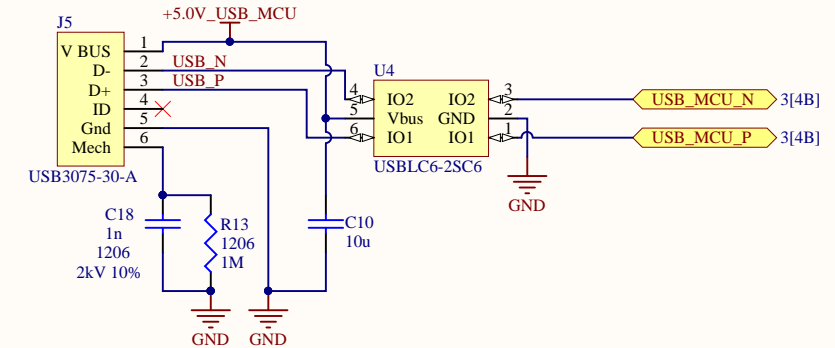 +5.0V_USB_MCU
J5
V BUS 1
D- 2 USB_N
D+ 3 USB_P
ID 4
Gnd 5
Mech 6
USB3075-30-A
U4
4 IO2 IO2 3
5 Vbus GND 2
6 IO1 IO1 1
USBLC6-2SC6
USB_MCU_N 3[4B]
USB_MCU_P 3[4B]
GND
C18
1n
1206
2kV 10%
R13
1206
1M
C10
10u
GND
GND